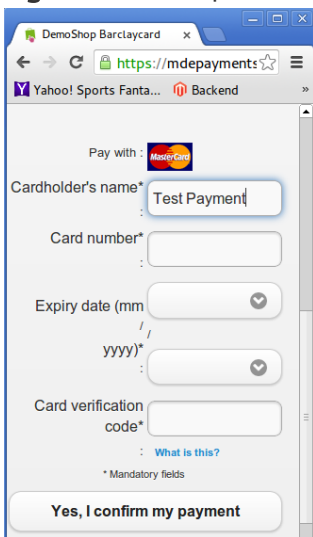 DemoShop Barclaycard
https://mdepayments
Yahoo! Sports Fanta... Backend »
Pay with : MasterCard
Cardholder's name*
: Test Payment
Card number*
:
Expiry date (mm
/ /
yyyy)*
:
Card verification
code*
: What is this?
* Mandatory fields
Yes, I confirm my payment